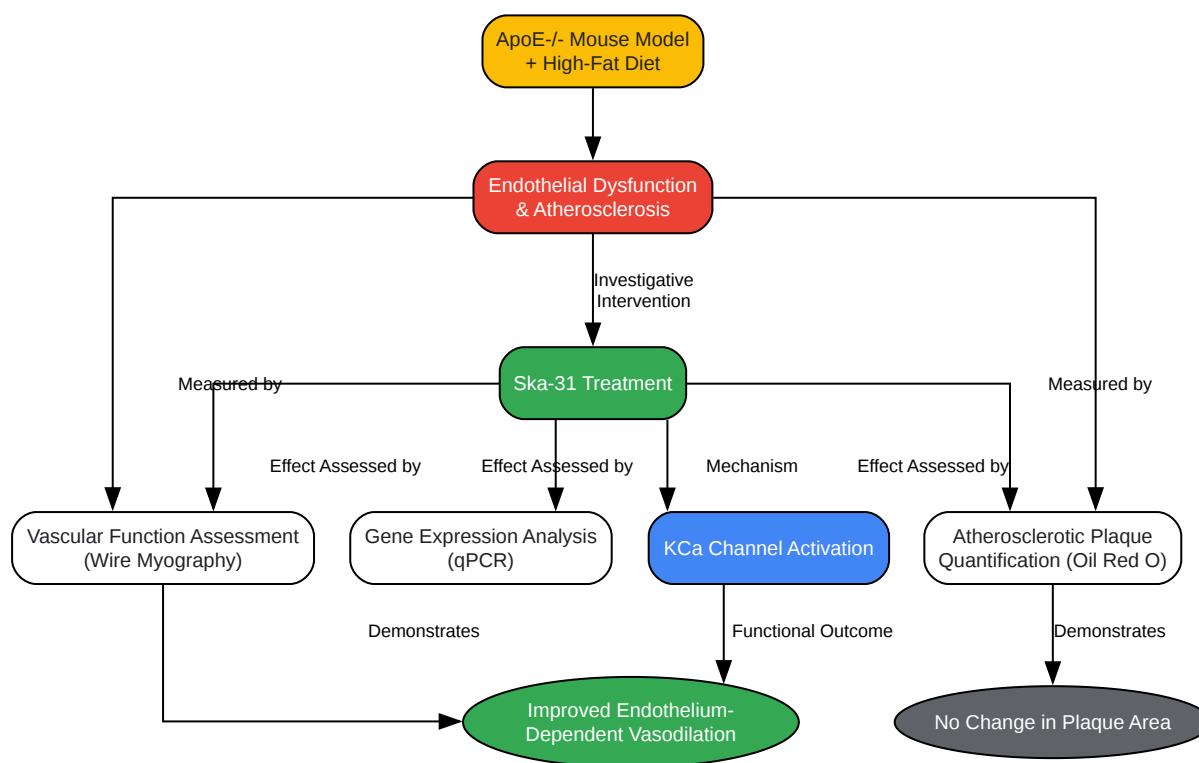 ApoE-/- Mouse Model
+ High-Fat Diet
Endothelial Dysfunction
& Atherosclerosis
Investigative
Intervention
Ska-31 Treatment
Measured by
Measured by
Effect Assessed by
Effect Assessed by
Mechanism
Effect Assessed by
Vascular Function Assessment
(Wire Myography)
Gene Expression Analysis
(qPCR)
KCa Channel Activation
Atherosclerotic Plaque
Quantification (Oil Red O)
Demonstrates
Functional Outcome
Demonstrates
Improved Endothelium-
Dependent Vasodilation
No Change in Plaque Area